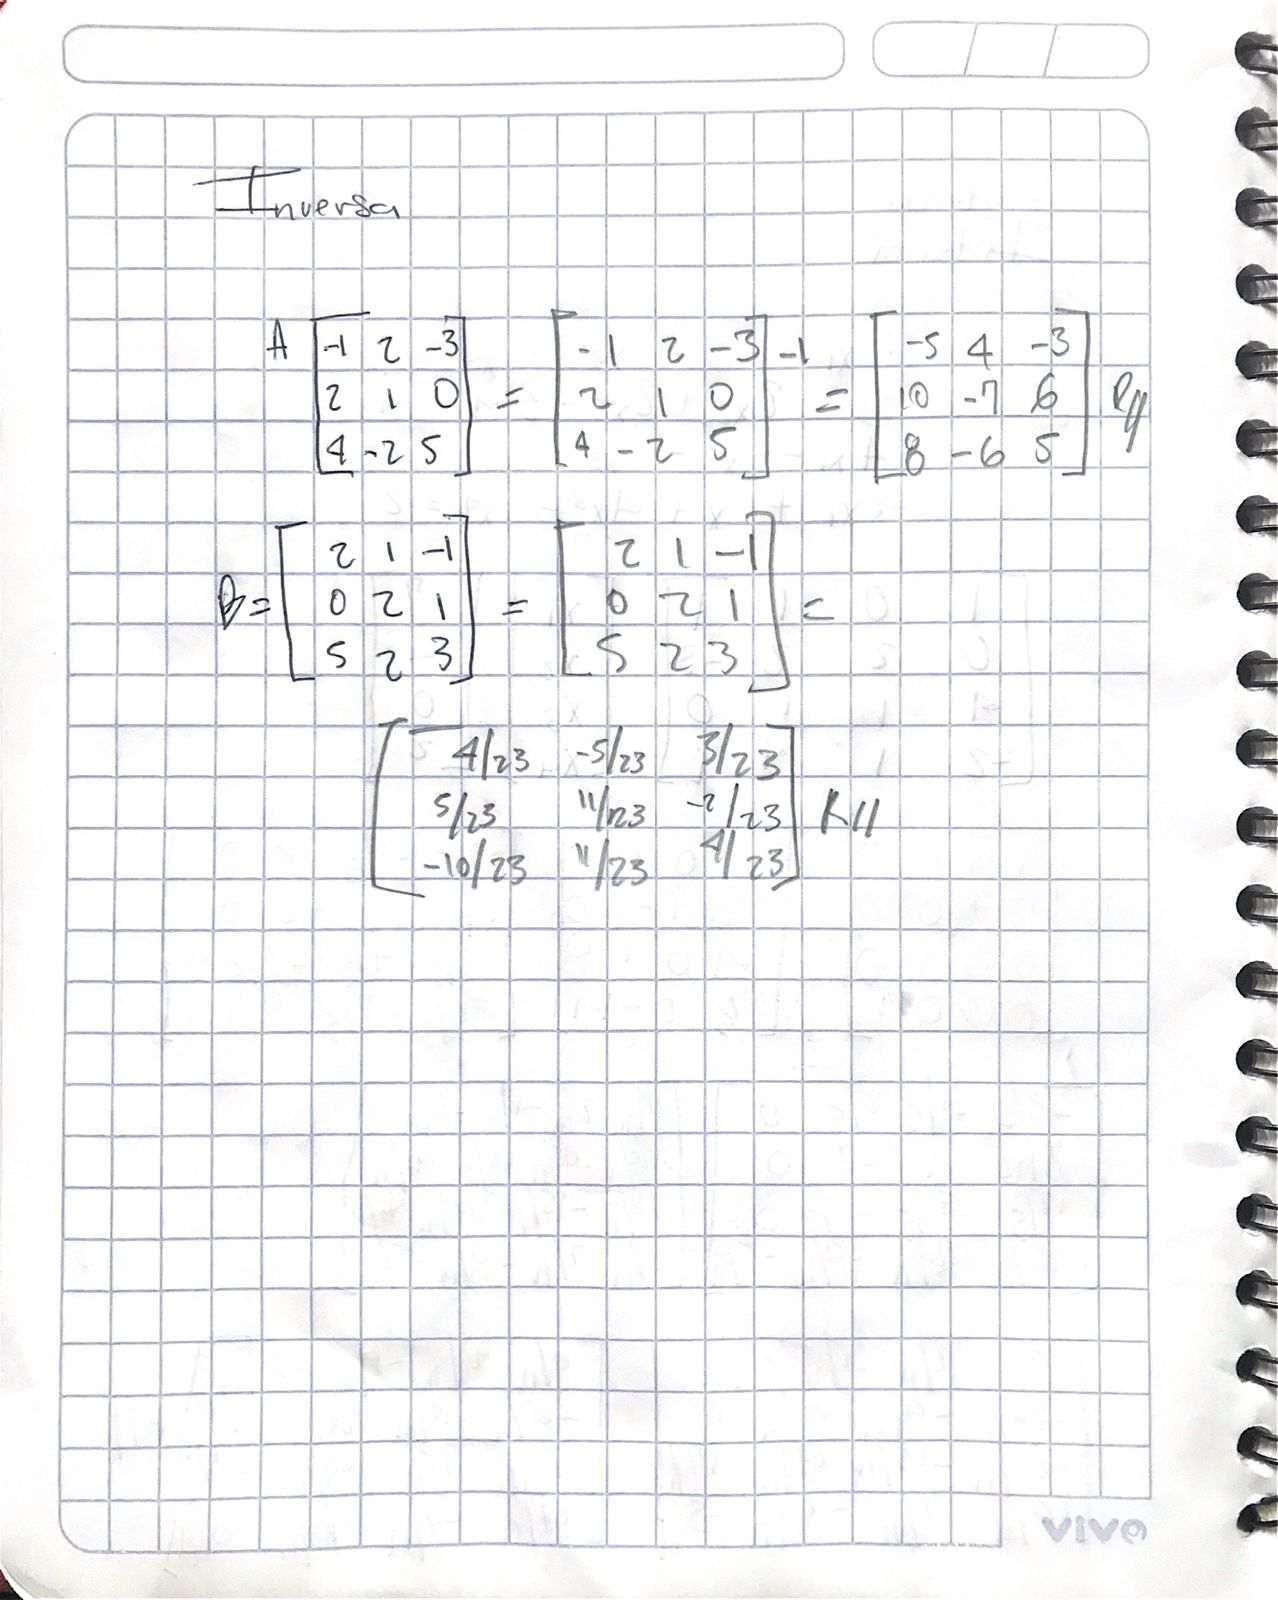 Inversa
A [ -1 2 -3 ] = [ -1 2 -3 ] -1 = [ -5 4 -3 ]
[ 2 1 0 ] [ 2 1 0 ] [ 10 -7 6 ] R//
[ 4 -2 5 ] [ 4 -2 5 ] [ 8 -6 5 ]
B = [ 2 1 -1 ] = [ 2 1 -1 ] =
[ 0 2 1 ] [ 0 2 1 ]
[ 5 2 3 ] [ 5 2 3 ]
[ 4/23 -5/23 3/23 ]
[ 5/23 11/23 -2/23 ] R//
[ -10/23 11/23 4/23 ]
vivo